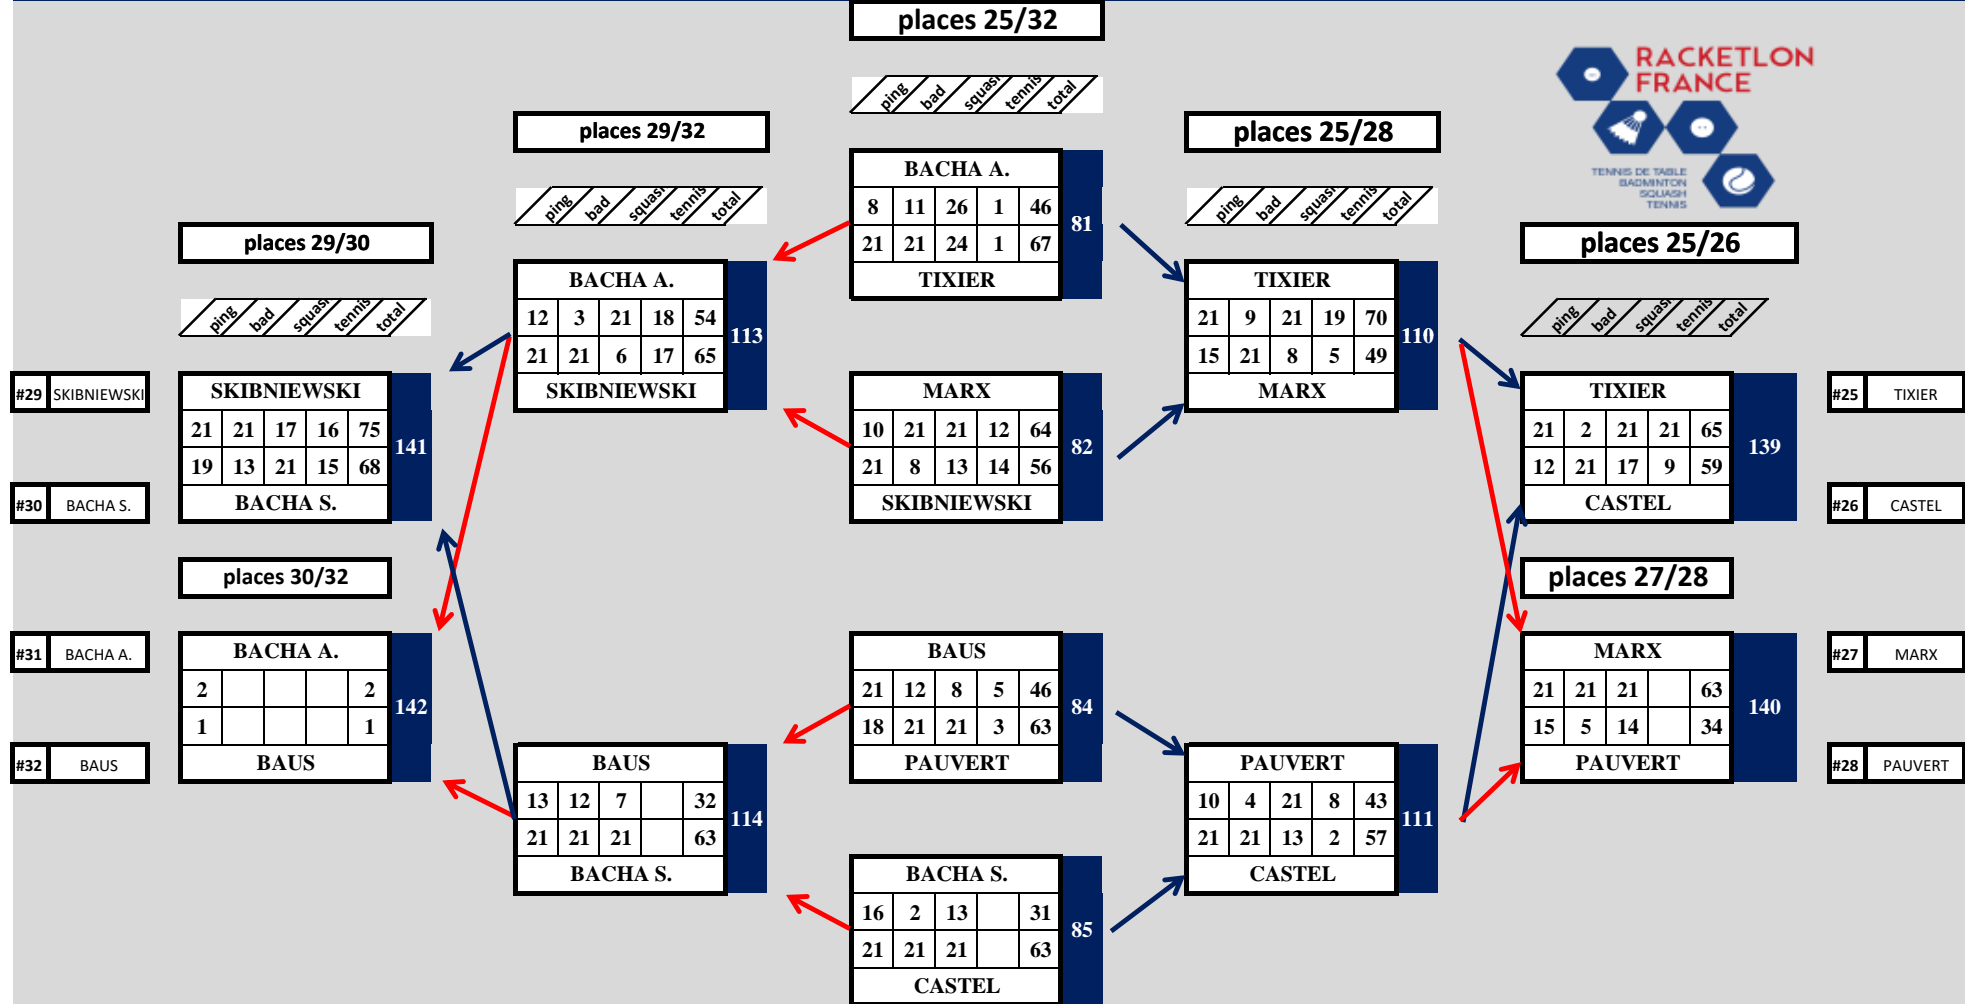 places 25/32
ping bad squash tennis total
BACHA A.
8 11 26 1 46
21 21 24 1 67
TIXIER
81
MARX
10 21 21 12 64
21 8 13 14 56
SKIBNIEWSKI
82
BAUS
21 12 8 5 46
18 21 21 3 63
PAUVERT
84
BACHA S.
16 2 13 31
21 21 21 63
CASTEL
85
places 29/32
ping bad squash tennis total
BACHA A.
12 3 21 18 54
21 21 6 17 65
SKIBNIEWSKI
113
BAUS
13 12 7 32
21 21 21 63
BACHA S.
114
places 29/30
ping bad squash tennis total
SKIBNIEWSKI
21 21 17 16 75
19 13 21 15 68
BACHA S.
141
#29 SKIBNIEWSKI
#30 BACHA S.
places 30/32
BACHA A.
2 2
1 1
BAUS
142
#31 BACHA A.
#32 BAUS
places 25/28
ping bad squash tennis total
TIXIER
21 9 21 19 70
15 21 8 5 49
MARX
110
PAUVERT
10 4 21 8 43
21 21 13 2 57
CASTEL
111
RACKETLON
FRANCE
TENNIS DE TABLE
BADMINTON
SQUASH
TENNIS
places 25/26
ping bad squash tennis total
TIXIER
21 2 21 21 65
12 21 17 9 59
CASTEL
139
#25 TIXIER
#26 CASTEL
places 27/28
MARX
21 21 21 63
15 5 14 34
PAUVERT
140
#27 MARX
#28 PAUVERT